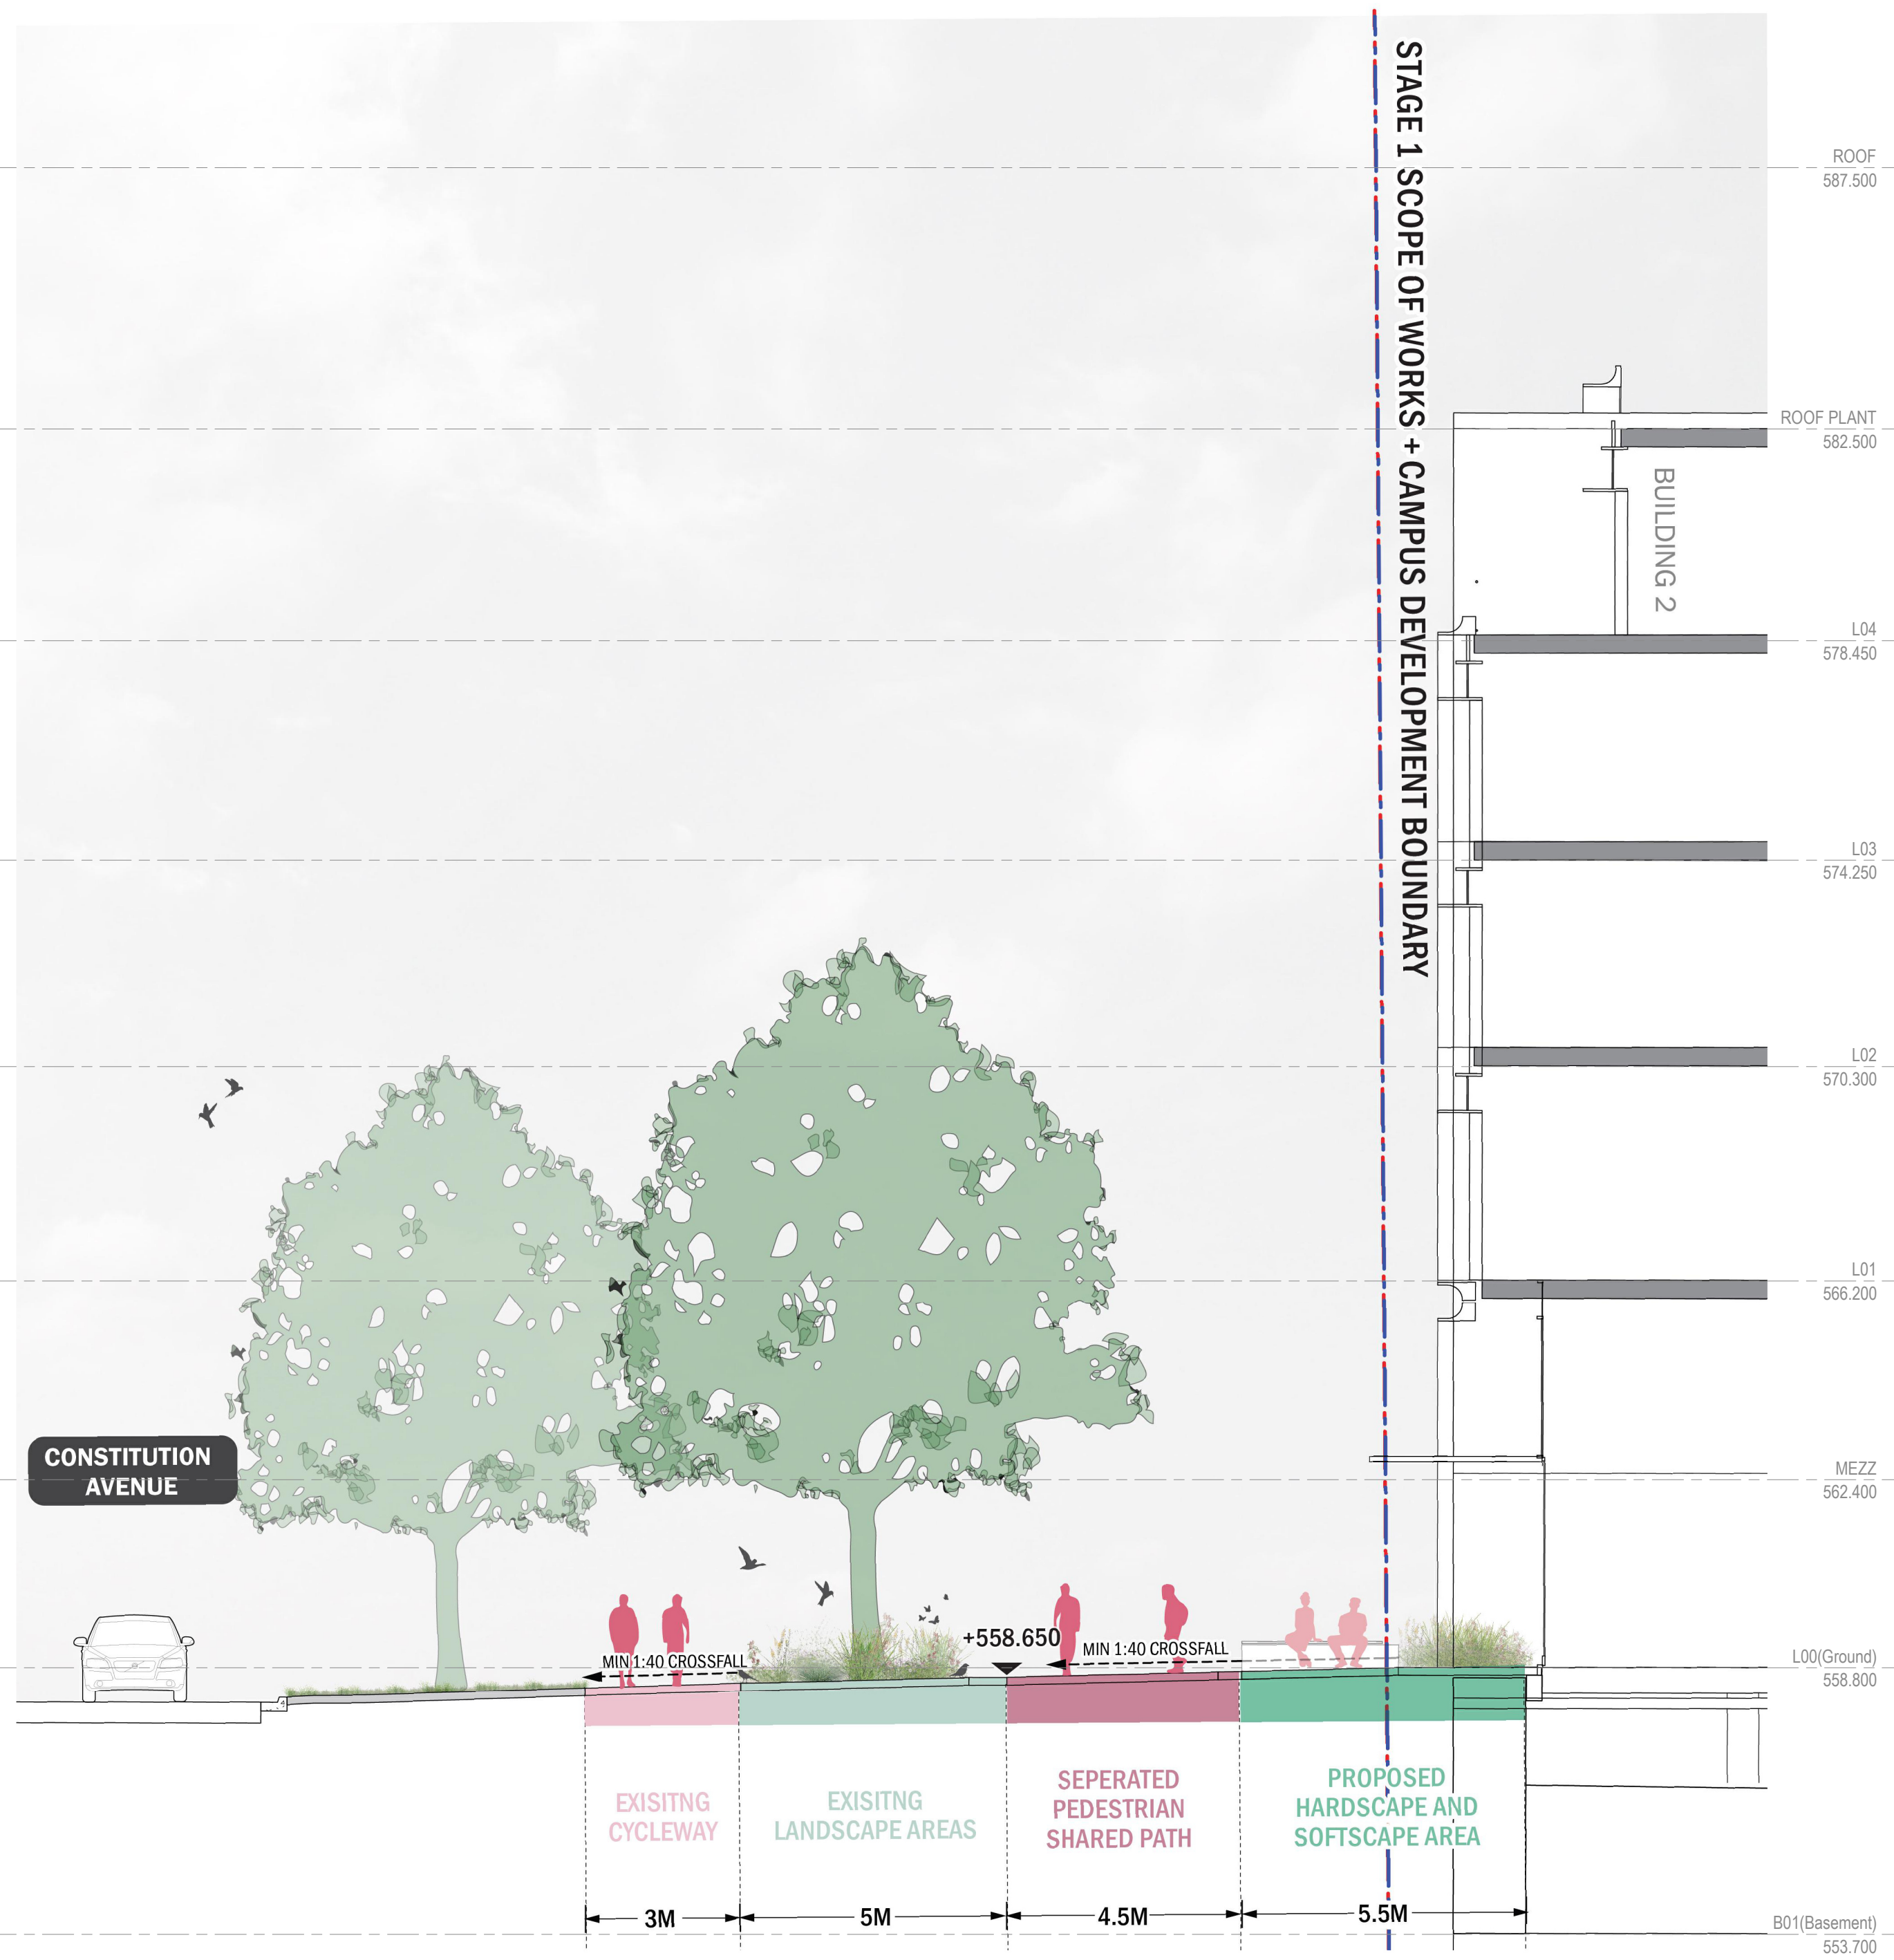 STAGE 1 SCOPE OF WORKS + CAMPUS DEVELOPMENT BOUNDARY
ROOF
587.500
ROOF PLANT
582.500
BUILDING 2
L04
578.450
L03
574.250
L02
570.300
L01
566.200
CONSTITUTION
AVENUE
MEZZ
562.400
+558.650
MIN 1:40 CROSSFALL
MIN 1:40 CROSSFALL
L00(Ground)
558.800
EXISITNG
CYCLEWAY
EXISITNG
LANDSCAPE AREAS
SEPERATED
PEDESTRIAN
SHARED PATH
PROPOSED
HARDSCAPE AND
SOFTSCAPE AREA
3M
5M
4.5M
5.5M
B01(Basement)
553.700